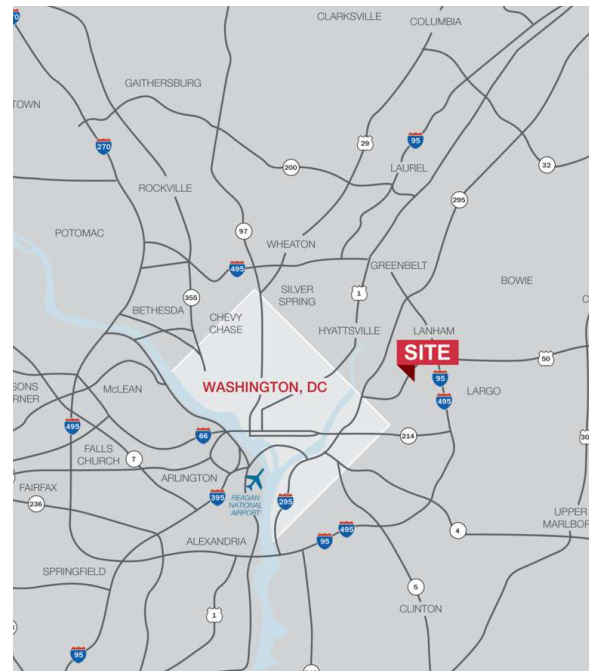 CLARKSVILLE
COLUMBIA
70
GAITHERSBURG
TOWN
29
95
270
200
LAUREL
32
ROCKVILLE
295
97
POTOMAC
WHEATON
495
GREENBELT
BOWIE
355
SILVER
SPRING
1
BETHESDA
CHEVY
CHASE
HYATTSVILLE
LANHAM
SITE
50
95
WASHINGTON, DC
SONS
RNER
McLEAN
LARGO
495
495
66
214
30
FALLS
CHURCH
7
ARLINGTON
FAIRFAX
236
395
REAGAN
NATIONAL
AIRPORT
295
UPPER
MARLBOR
495
4
ALEXANDRIA
95
SPRINGFIELD
5
1
CLINTON
95